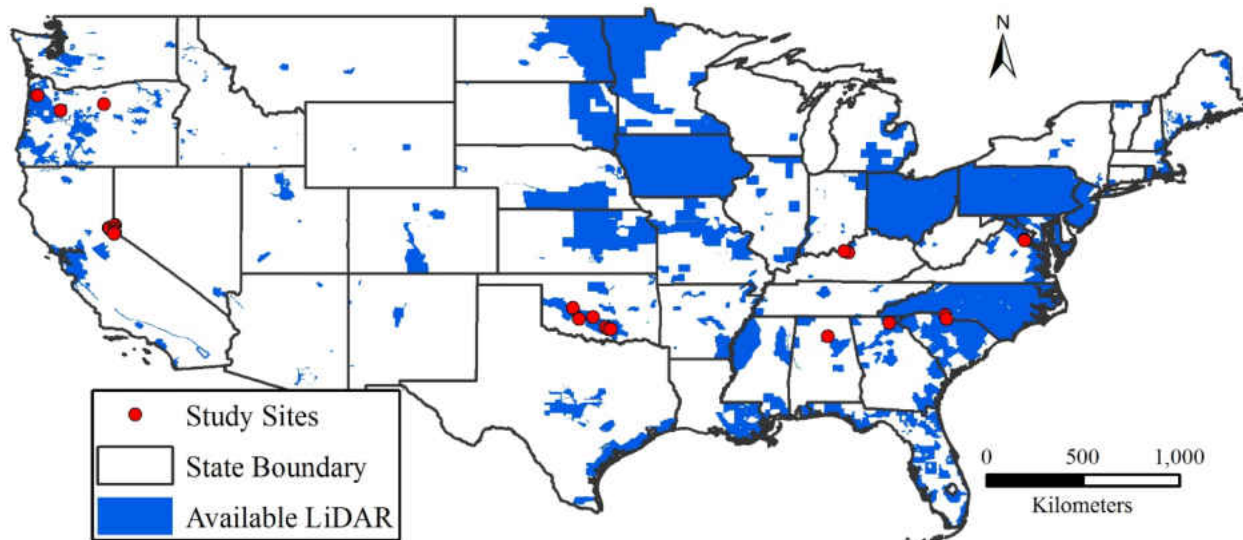 N
Study Sites
State Boundary
Available LiDAR
0 500 1,000
Kilometers